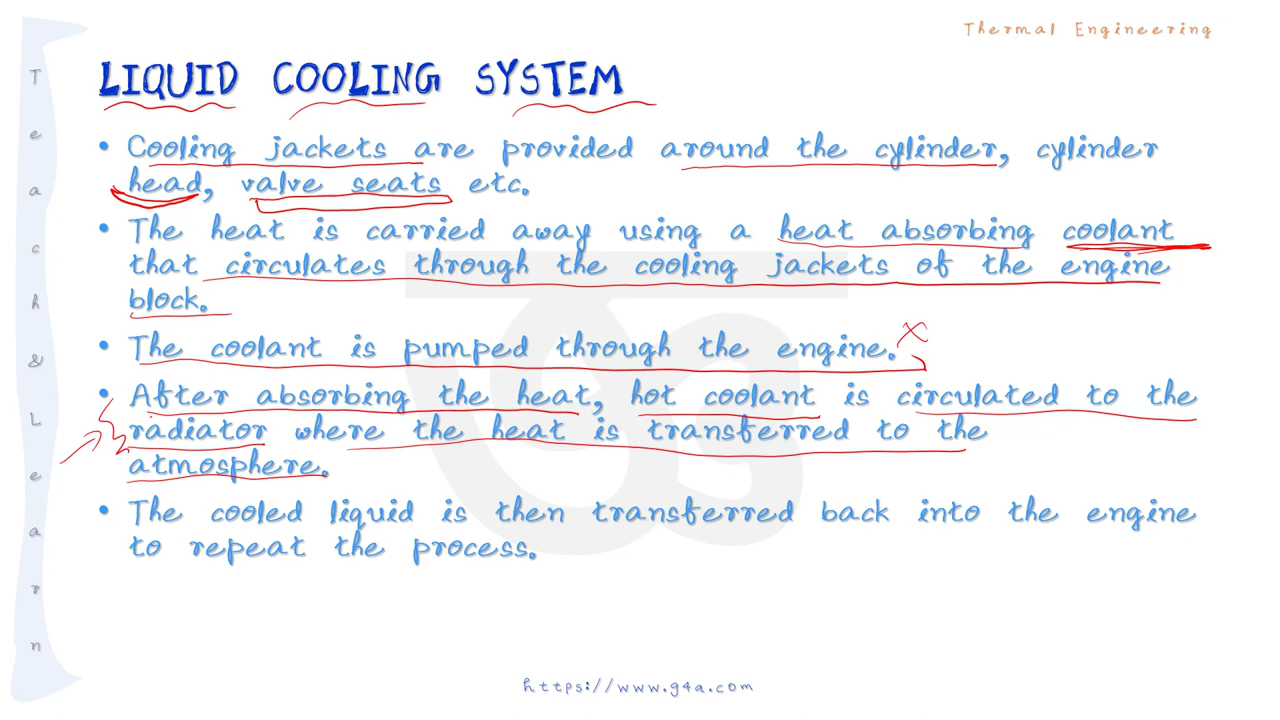 Thermal Engineering
LIQUID COOLING SYSTEM
• Cooling jackets are provided around the cylinder, cylinder
head, valve seats etc.
• The heat is carried away using a heat absorbing coolant
that circulates through the cooling jackets of the engine
block.
• The coolant is pumped through the engine.
• After absorbing the heat, hot coolant is circulated to the
radiator where the heat is transferred to the
atmosphere.
• The cooled liquid is then transferred back into the engine
to repeat the process.
Teach&Learn
https://www.g4a.com